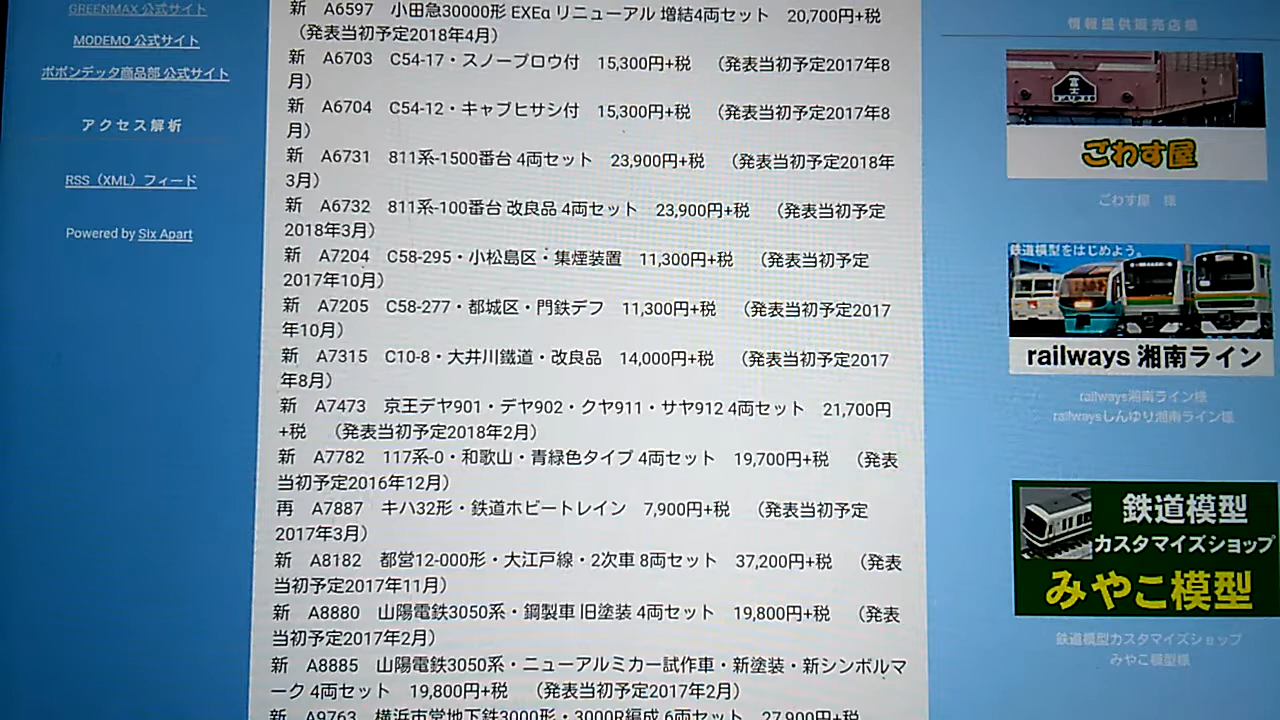 GREENMAX 公式サイト
MODEMO 公式サイト
ポポンデッタ商品部 公式サイト
アクセス解析
RSS（XML）フィード
Powered by Six Apart
新　A6597　小田急30000形 EXEα リニューアル 増結4両セット　20,700円+税
（発表当初予定2018年4月）
新　A6703　C54-17・スノープロウ付　15,300円+税　（発表当初予定2017年8
月）
新　A6704　C54-12・キャブヒサシ付　15,300円+税　（発表当初予定2017年8
月）
新　A6731　811系-1500番台 4両セット　23,900円+税　（発表当初予定2018年
3月）
新　A6732　811系-100番台 改良品 4両セット　23,900円+税　（発表当初予定
2018年3月）
新　A7204　C58-295・小松島区・集煙装置　11,300円+税　（発表当初予定
2017年10月）
新　A7205　C58-277・都城区・門鉄デフ　11,300円+税　（発表当初予定2017
年10月）
新　A7315　C10-8・大井川鐵道・改良品　14,000円+税　（発表当初予定2017
年8月）
新　A7473　京王デヤ901・デヤ902・クヤ911・サヤ912 4両セット　21,700円
+税　（発表当初予定2018年2月）
新　A7782　117系-0・和歌山・青緑色タイプ 4両セット　19,700円+税　（発表
当初予定2016年12月）
再　A7887　キハ32形・鉄道ホビートレイン　7,900円+税　（発表当初予定
2017年3月）
新　A8182　都営12-000形・大江戸線・2次車 8両セット　37,200円+税　（発表
当初予定2017年11月）
新　A8880　山陽電鉄3050系・鋼製車 旧塗装 4両セット　19,800円+税　（発表
当初予定2017年2月）
新　A8885　山陽電鉄3050系・ニューアルミカー試作車・新塗装・新シンボルマ
ーク 4両セット　19,800円+税　（発表当初予定2017年2月）
新　A9763　横浜市営地下鉄3000形・3000R編成 6両セット　27,900円+税
情報提供販売店様
富士
ごわす屋
ごわす屋　様
鉄道模型をはじめよう。
railways 湘南ライン
railways湘南ライン様
railwaysしんゆり湘南ライン様
鉄道模型
カスタマイズショップ
みやこ模型
鉄道模型カスタマイズショップ
みやこ模型様